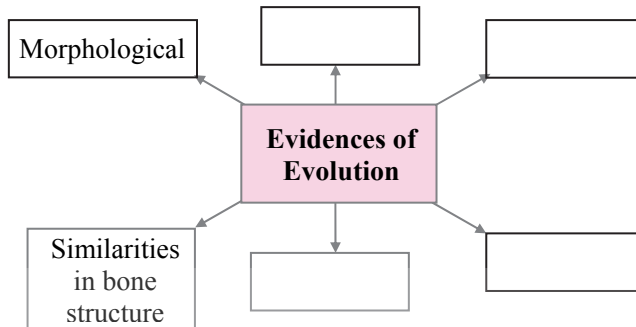 Morphological
Evidences of
Evolution
Similarities
in bone
structure